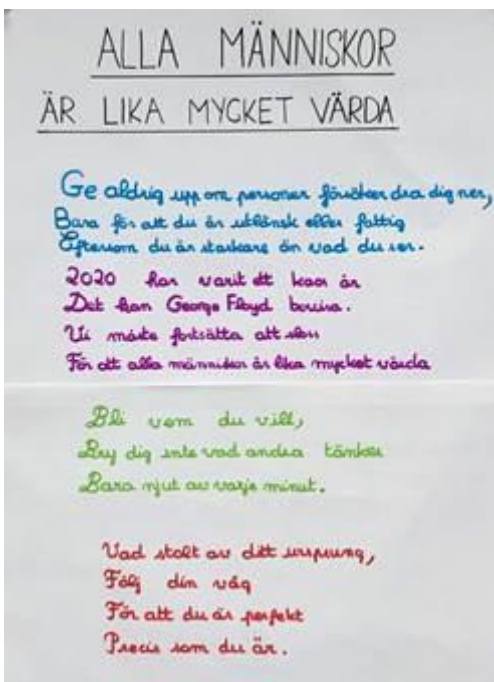 ALLA MÄNNISKOR
ÄR LIKA MYCKET VÄRDA
Ge aldrig upp om personer försöker dra dig ner,
Bara för att du är utlänsk eller fattig
Eftersom du är starkare än vad du ser.
2020 har varit ett kaos år
Det kan George Floyd bevisa.
Vi måste fortsätta att slåss
För att alla människor är lika mycket värda
Bli vem du vill,
Bry dig inte vad andra tänker
Bara njut av varje minut.
Vad stolt av ditt ursprung,
Följ din väg
För att du är perfekt
Precis som du är.